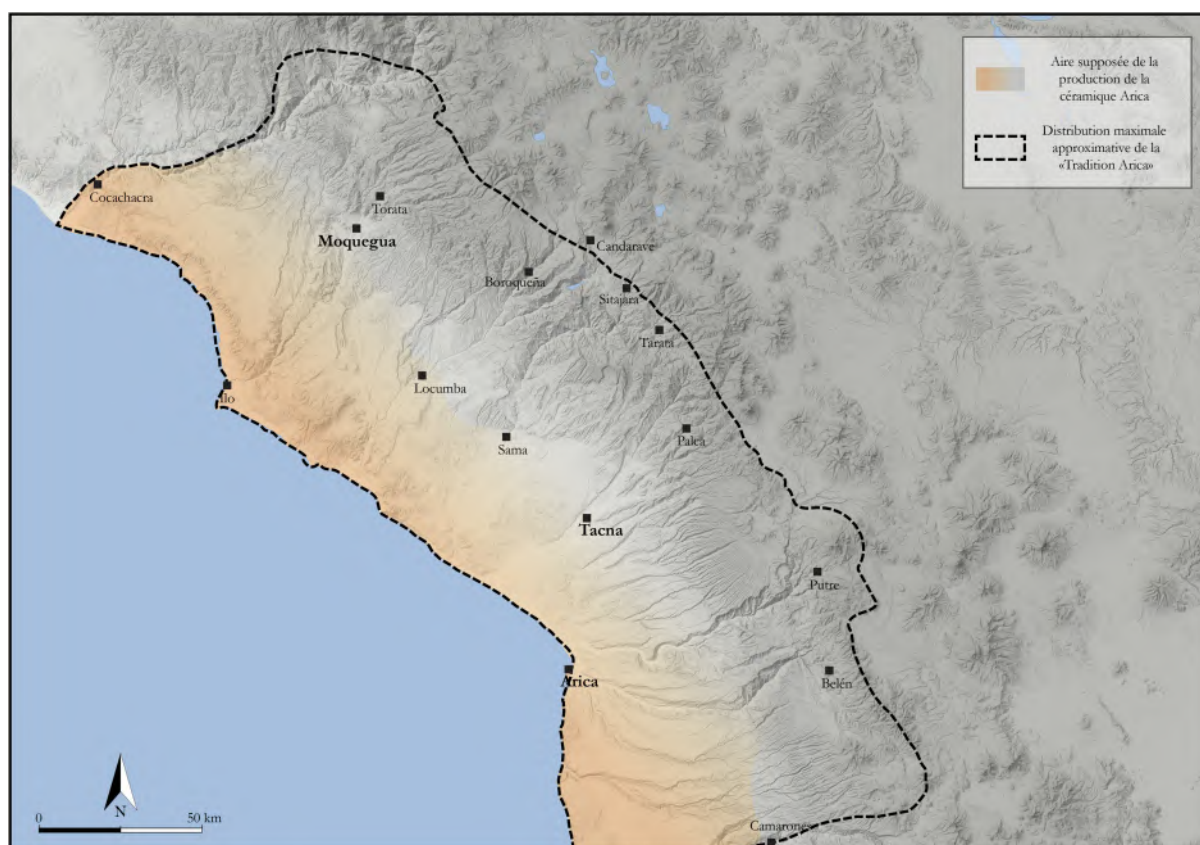 Aire supposée de la
production de la
céramique Arica
Distribution maximale
approximative de la
«Tradition Arica»
Cocachacra
Torata
Moquegua
Candarave
Boroqueña
Sitajara
Tarata
Locumba
Ilo
Palca
Sama
Tacna
Putre
Arica
Belén
Camarones
N
0
50 km